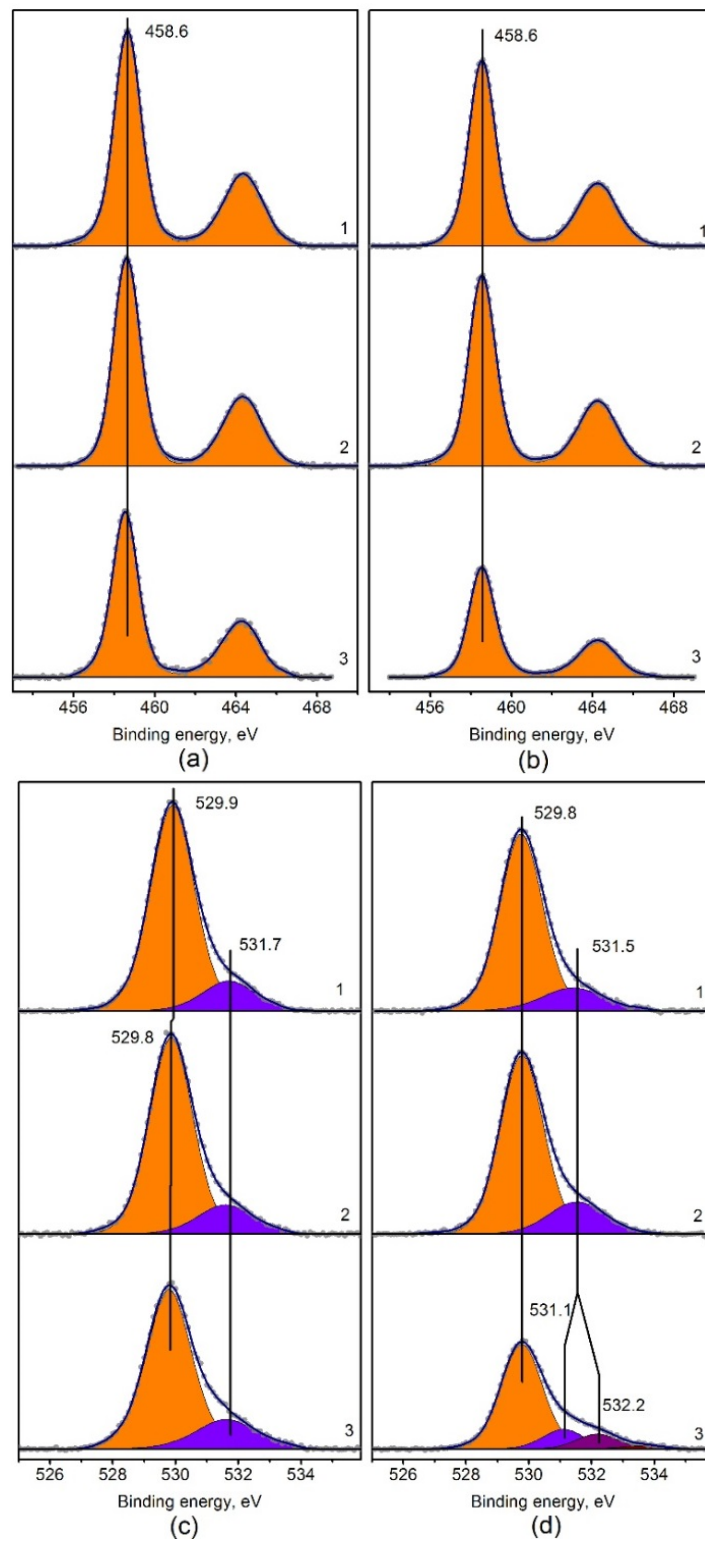 458.6
1
2
3
456 460 464 468
Binding energy, eV
(a)
458.6
1
2
3
456 460 464 468
Binding energy, eV
(b)
529.9
531.7
1
529.8
2
3
526 530 532 534
Binding energy, eV
(c)
529.8
531.5
1
2
531.1
532.2
3
526 528 530 532 534
Binding energy, eV
(d)